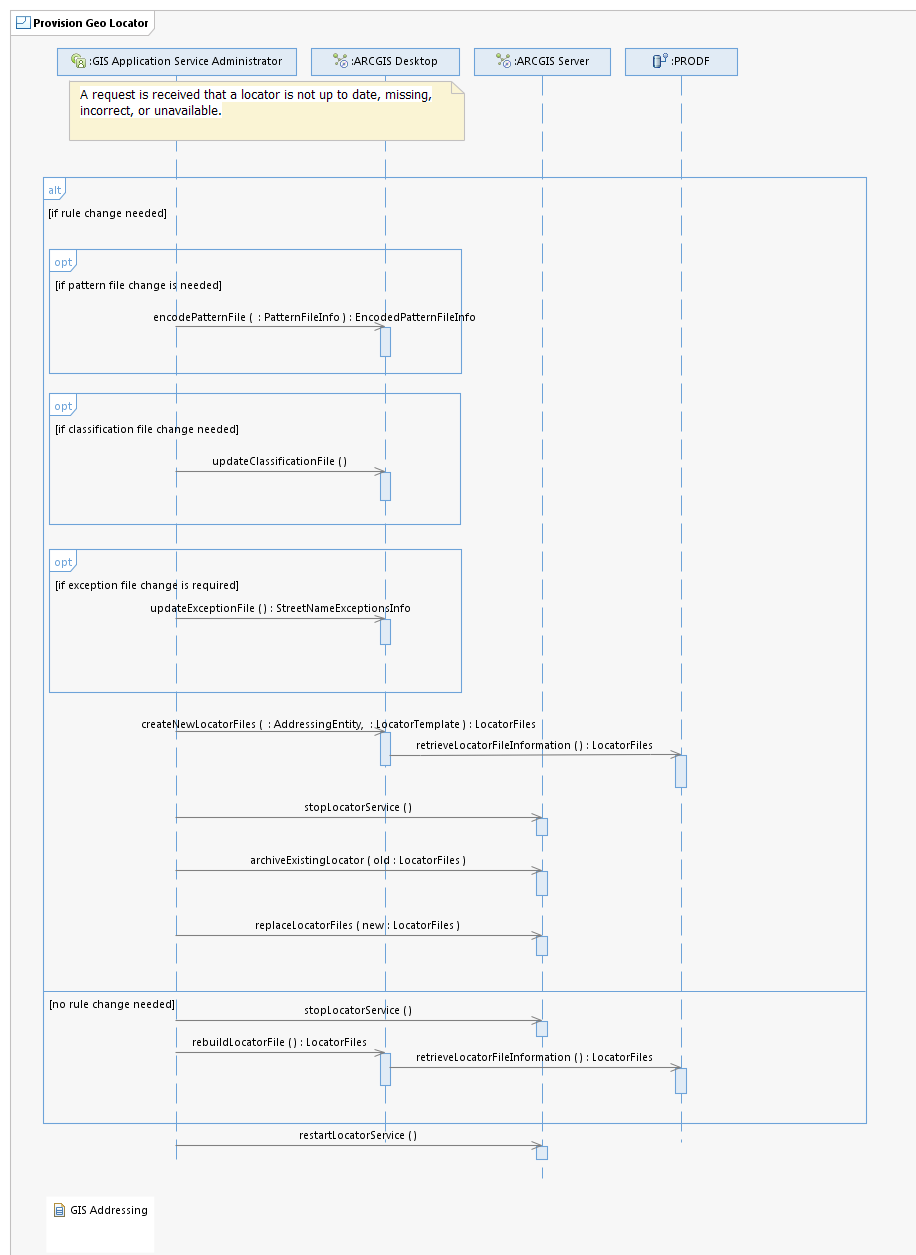 Provision Geo Locator
:GIS Application Service Administrator
:ARCGIS Desktop
:ARCGIS Server
:PRODF
A request is received that a locator is not up to date, missing,
incorrect, or unavailable.
alt
[if rule change needed]
opt
[if pattern file change is needed]
encodePatternFile ( : PatternFileInfo ) : EncodedPatternFileInfo
opt
[if classification file change needed]
updateClassificationFile ( )
opt
[if exception file change is required]
updateExceptionFile ( ) : StreetNameExceptionsInfo
createNewLocatorFiles ( : AddressingEntity, : LocatorTemplate ) : LocatorFiles
retrieveLocatorFileInformation ( ) : LocatorFiles
stopLocatorService ( )
archiveExistingLocator ( old : LocatorFiles )
replaceLocatorFiles ( new : LocatorFiles )
[no rule change needed]
stopLocatorService ( )
rebuildLocatorFile ( ) : LocatorFiles
retrieveLocatorFileInformation ( ) : LocatorFiles
restartLocatorService ( )
GIS Addressing